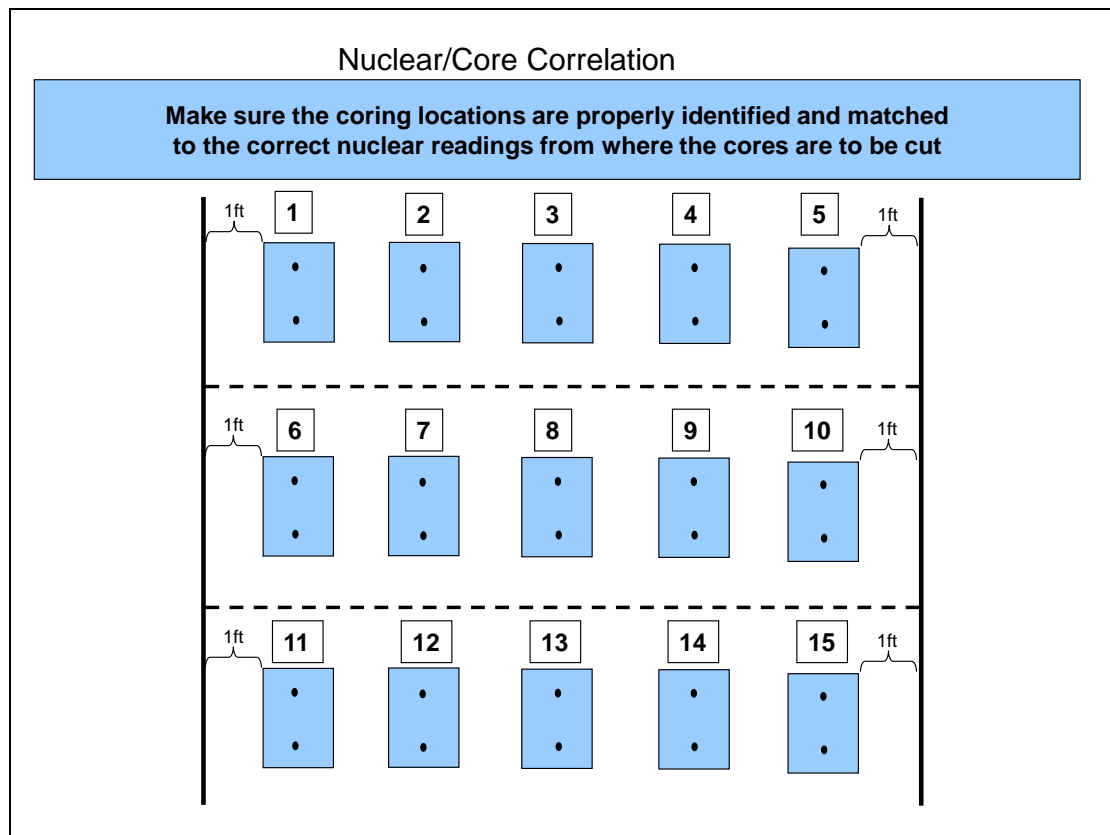 Nuclear/Core Correlation
Make sure the coring locations are properly identified and matched
to the correct nuclear readings from where the cores are to be cut
1ft 1 2 3 4 5 1ft
1ft 6 7 8 9 10 1ft
1ft 11 12 13 14 15 1ft